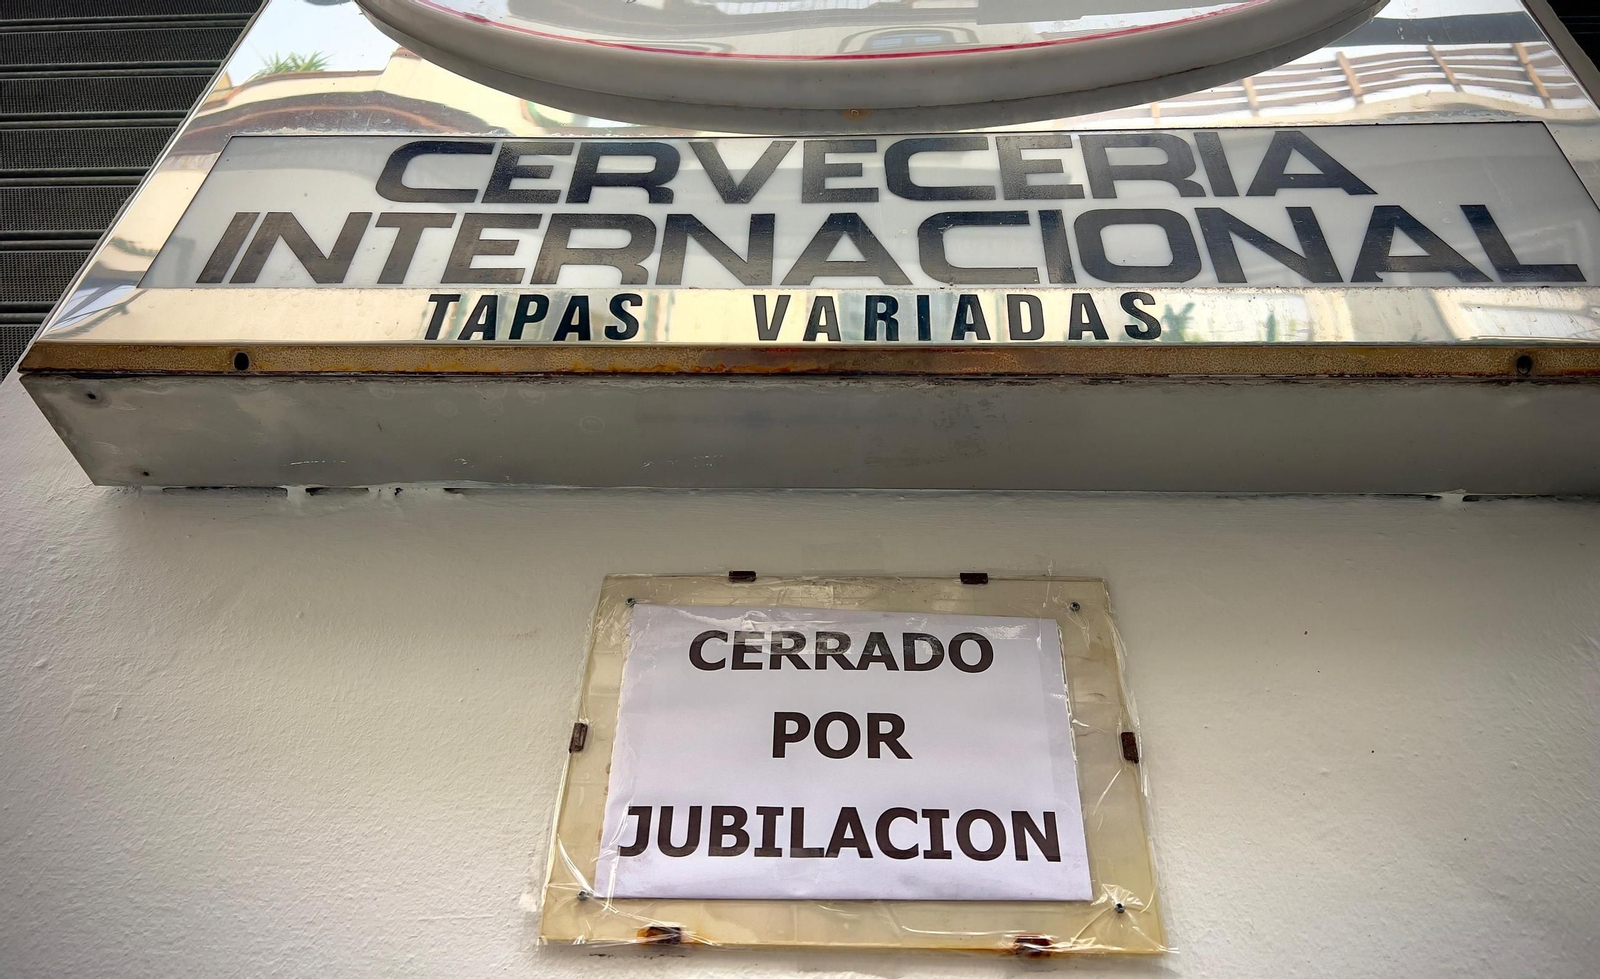 CERVECERIA
INTERNACIONAL
TAPAS VARIADAS
CERRADO
POR
JUBILACION